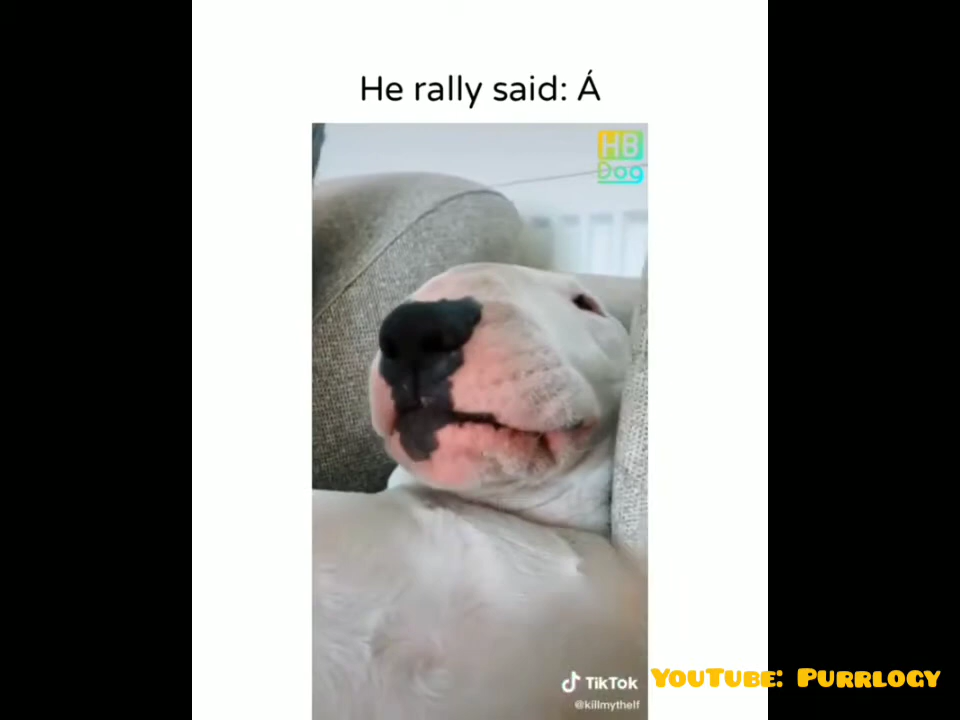 He rally said: Á
HB
Dog
TikTok
@killmythelf
YouTube: Purrlogy